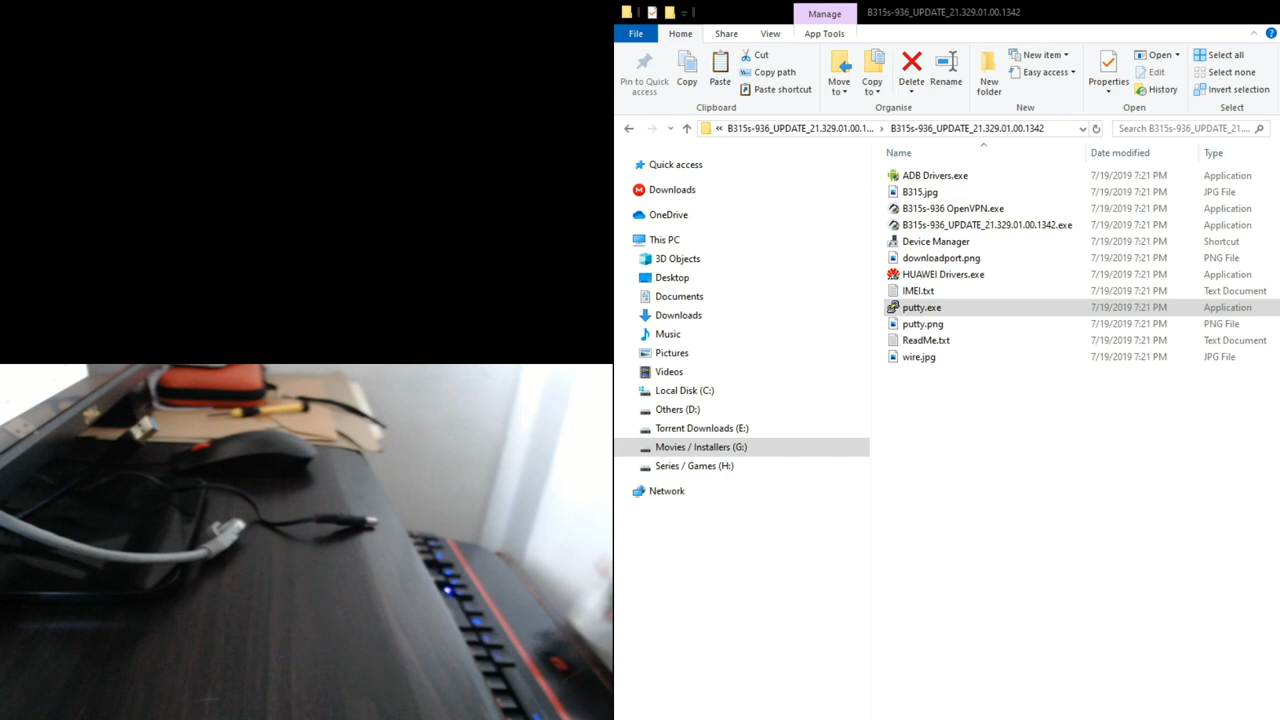 Manage
B315s-936_UPDATE_21.329.01.00.1342
File Home Share View App Tools
Pin to Quick access
Copy
Paste
Cut
Copy path
Paste shortcut
Clipboard
Move to
Copy to
Delete
Rename
Organise
New folder
New item
Easy access
New
Properties
Open
Edit
History
Open
Select all
Select none
Invert selection
Select
« B315s-936_UPDATE_21.329.01.00.1... › B315s-936_UPDATE_21.329.01.00.1342
Search B315s-936_UPDATE_21....
Quick access
Downloads
OneDrive
This PC
3D Objects
Desktop
Documents
Downloads
Music
Pictures
Videos
Local Disk (C:)
Others (D:)
Torrent Downloads (E:)
Movies / Installers (G:)
Series / Games (H:)
Network
Name Date modified Type
ADB Drivers.exe 7/19/2019 7:21 PM Application
B315.jpg 7/19/2019 7:21 PM JPG File
B315s-936 OpenVPN.exe 7/19/2019 7:21 PM Application
B315s-936_UPDATE_21.329.01.00.1342.exe 7/19/2019 7:21 PM Application
Device Manager 7/19/2019 7:21 PM Shortcut
downloadport.png 7/19/2019 7:21 PM PNG File
HUAWEI Drivers.exe 7/19/2019 7:21 PM Application
IMEI.txt 7/19/2019 7:21 PM Text Document
putty.exe 7/19/2019 7:21 PM Application
putty.png 7/19/2019 7:21 PM PNG File
ReadMe.txt 7/19/2019 7:21 PM Text Document
wire.jpg 7/19/2019 7:21 PM JPG File